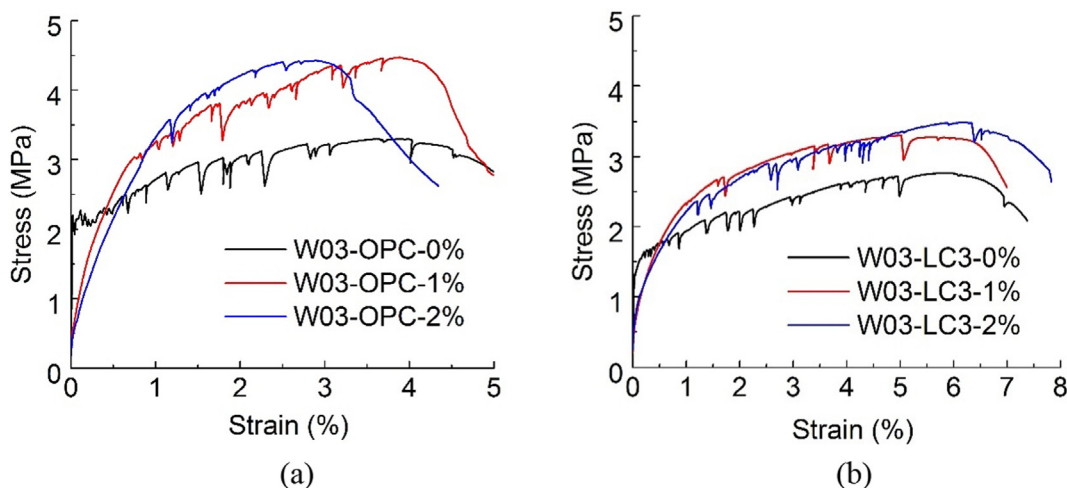 5
4
3
2
1
0
Stress (MPa)
W03-OPC-0%
W03-OPC-1%
W03-OPC-2%
0 1 2 3 4 5
Strain (%)
(a)
5
4
3
2
1
0
Stress (MPa)
W03-LC3-0%
W03-LC3-1%
W03-LC3-2%
0 1 2 3 4 5 6 7 8
Strain (%)
(b)